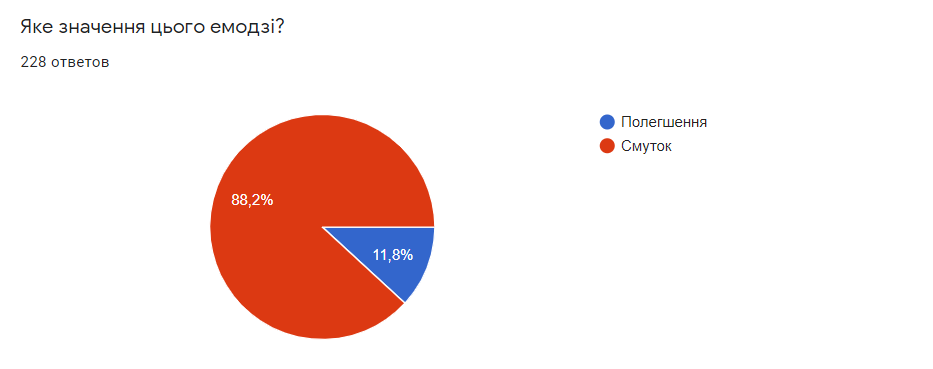 Яке значення цього емодзі?
228 ответов
Полегшення
Смуток
88,2%
11,8%